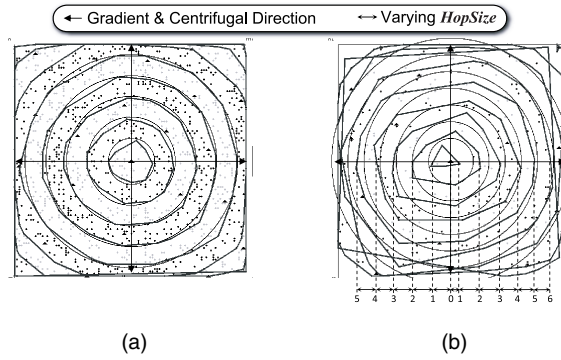 Gradient & Centrifugal Direction Varying HopSize
5 4 3 2 1 0 1 2 3 4 5 6
(a) (b)